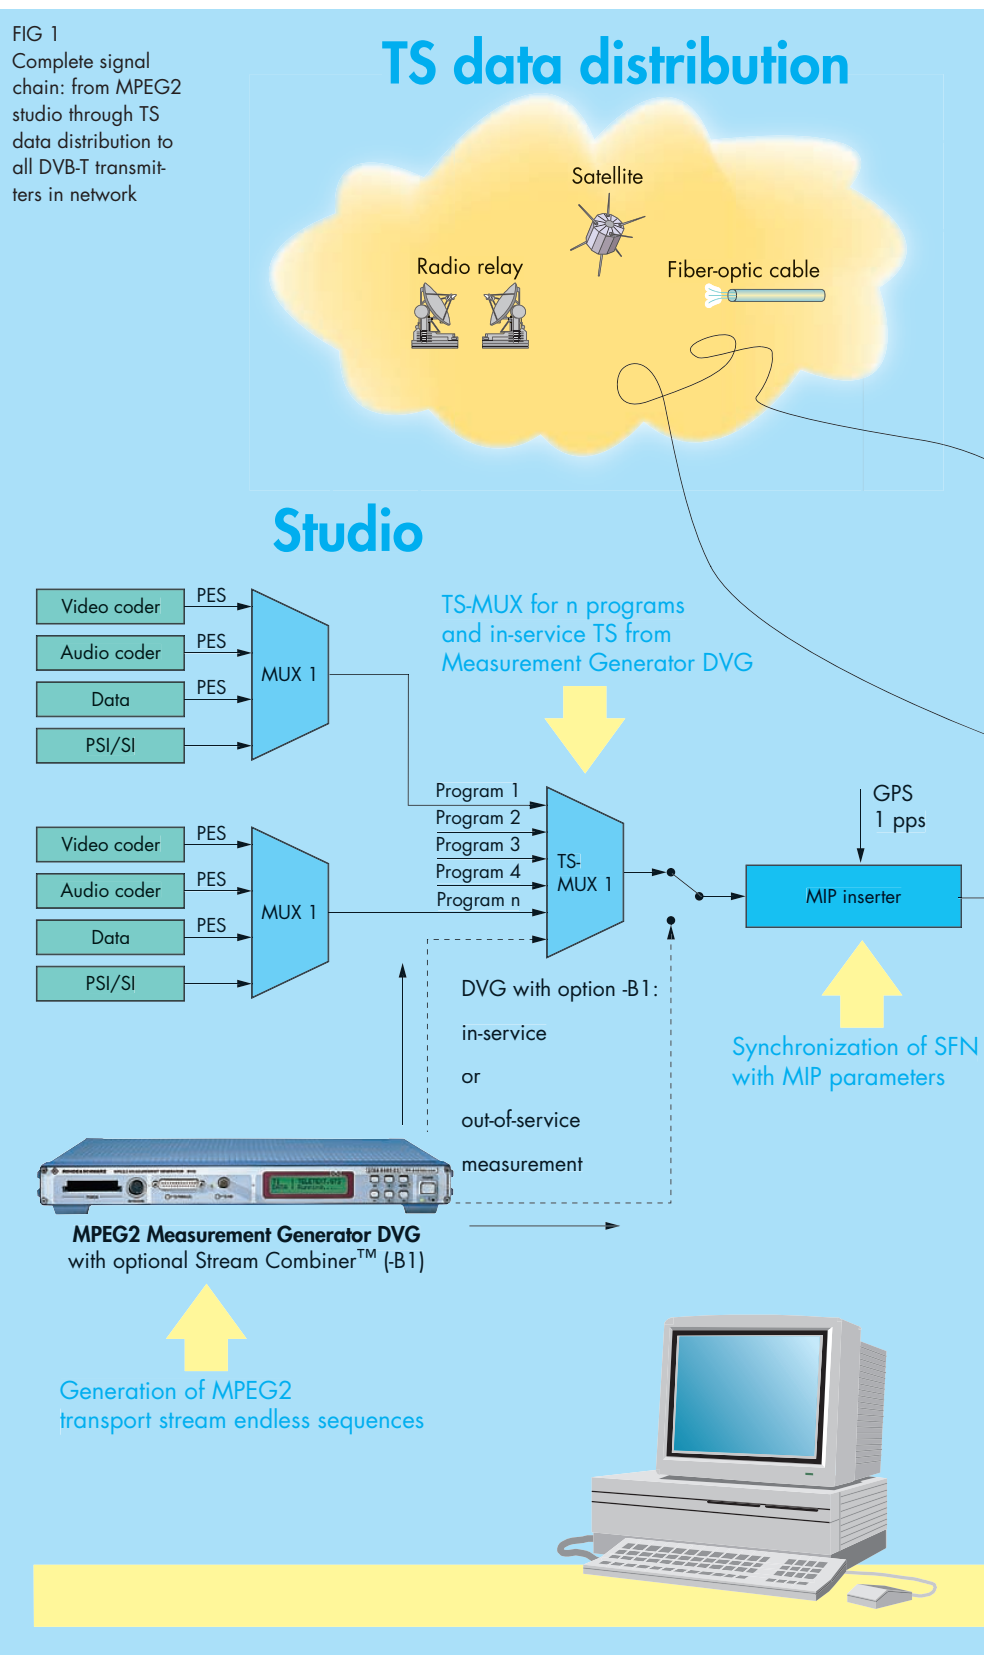 FIG 1
Complete signal
chain: from MPEG2
studio through TS
data distribution to
all DVB-T transmit-
ters in network
TS data distribution
Satellite
Radio relay
Fiber-optic cable
Studio
Video coder
PES
Audio coder
PES
Data
PES
PSI/SI
MUX 1
TS-MUX for n programs
and in-service TS from
Measurement Generator DVG
Video coder
PES
Audio coder
PES
Data
PES
PSI/SI
MUX 1
Program 1
Program 2
Program 3
Program 4
Program n
TS-
MUX 1
GPS
1 pps
MIP inserter
Synchronization of SFN
with MIP parameters
DVG with option -B1:
in-service
or
out-of-service
measurement
ROHDE&SCHWARZ
MPEG2 MEASUREMENT GENERATOR
MPEG2 Measurement Generator DVG
with optional Stream Combiner™ (-B1)
Generation of MPEG2
transport stream endless sequences